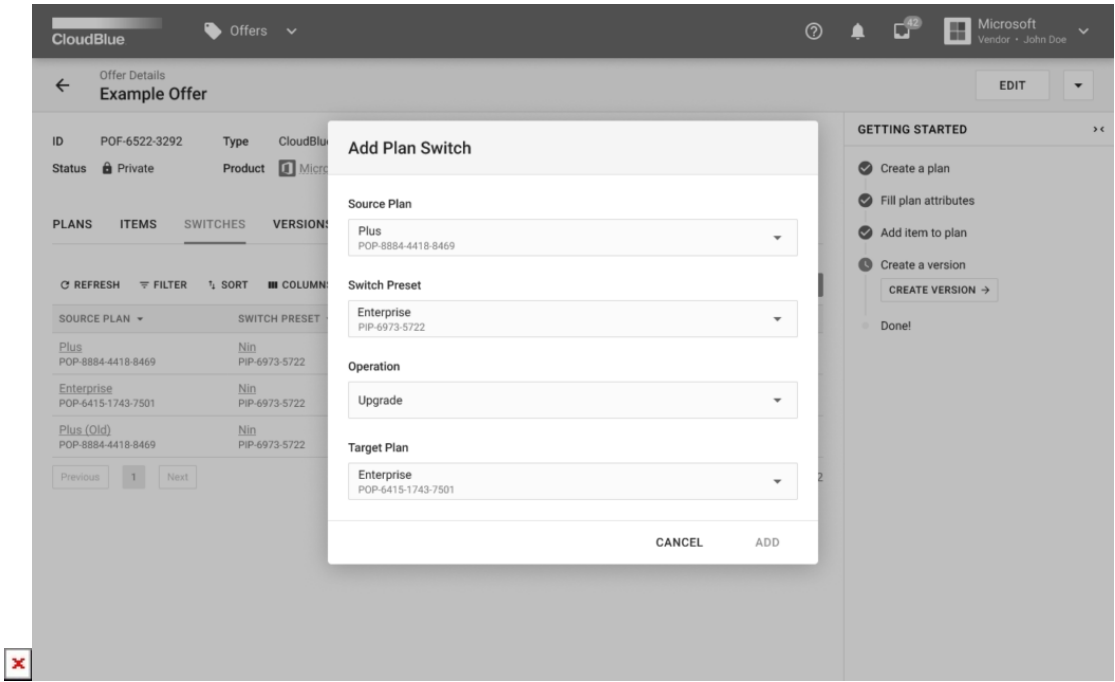 CloudBlue
Offers
42
Microsoft
Vendor • John Doe
Offer Details
Example Offer
EDIT
ID POF-6522-3292 Type
Status Private Product
PLANS ITEMS SWITCHES
REFRESH FILTER SORT
SOURCE PLAN SWITCH PRESET
Plus Nin
POP-8884-4418-8469 PIP-6973-5722
Enterprise Nin
POP-6415-1743-7501 PIP-6973-5722
Plus (Old) Nin
POP-8884-4418-8469 PIP-6973-5722
Previous 1 Next
2
Add Plan Switch
Source Plan
Plus
POP-8884-4418-8469
Switch Preset
Enterprise
PIP-6973-5722
Operation
Upgrade
Target Plan
Enterprise
POP-6415-1743-7501
CANCEL ADD
GETTING STARTED
Create a plan
Fill plan attributes
Add item to plan
Create a version
CREATE VERSION →
Done!